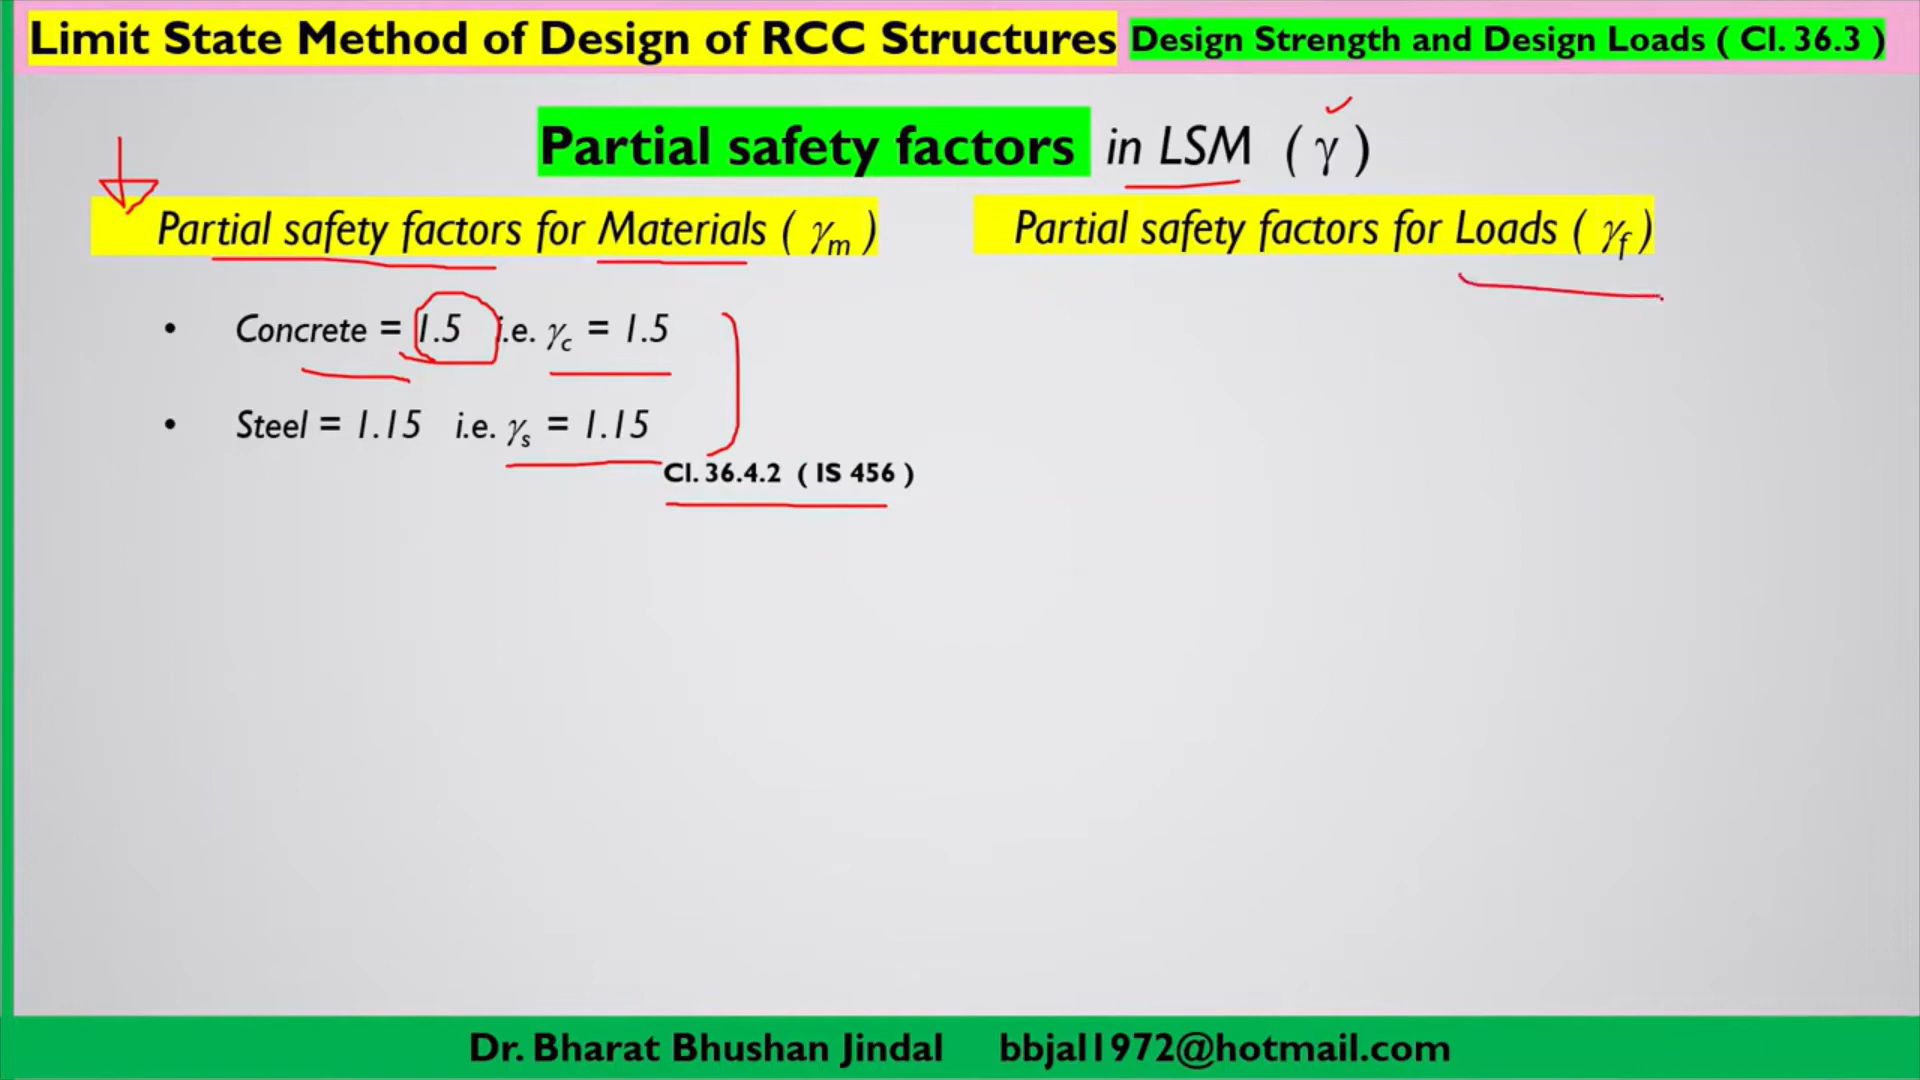 Limit State Method of Design of RCC Structures Design Strength and Design Loads ( Cl. 36.3 )
Partial safety factors in LSM ( γ )
Partial safety factors for Materials ( γm )
Partial safety factors for Loads ( γf )
• Concrete = 1.5 i.e. γc = 1.5
• Steel = 1.15 i.e. γs = 1.15
Cl. 36.4.2 ( IS 456 )
Dr. Bharat Bhushan Jindal bbjal1972@hotmail.com